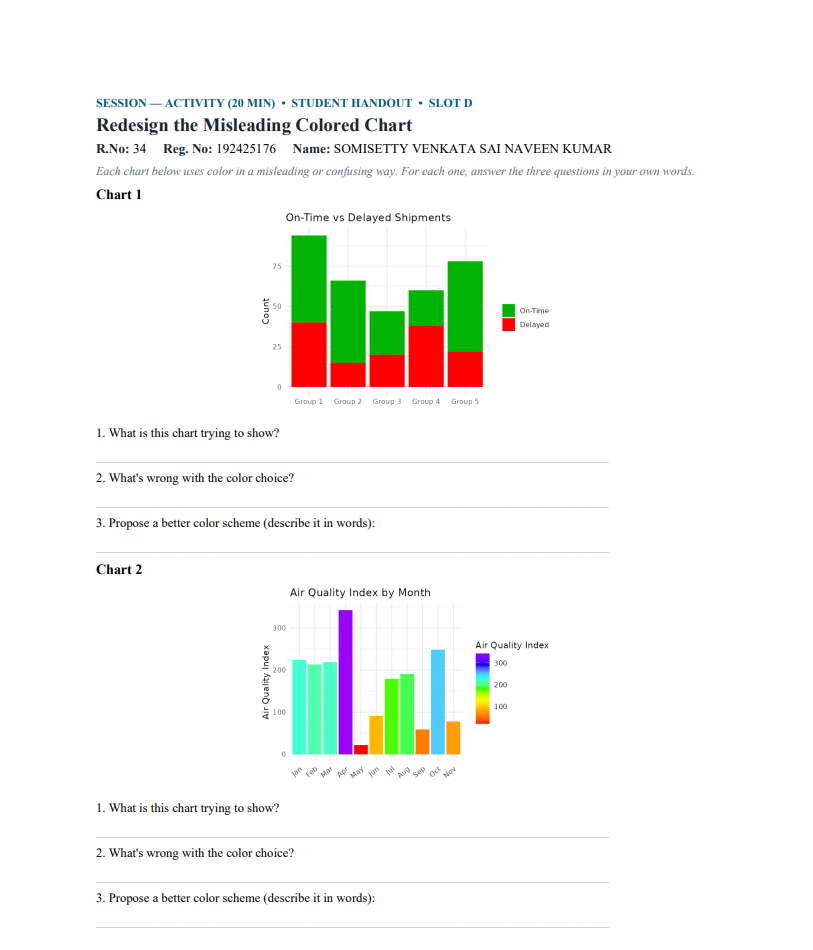 SESSION — ACTIVITY (20 MIN) • STUDENT HANDOUT • SLOT D
Redesign the Misleading Colored Chart
R.No: 34 Reg. No: 192425176 Name: SOMISETTY VENKATA SAI NAVEEN KUMAR
Each chart below uses color in a misleading or confusing way. For each one, answer the three questions in your own words.
Chart 1
On-Time vs Delayed Shipments
Count
75
50
25
0
Group 1 Group 2 Group 3 Group 4 Group 5
On-Time
Delayed
1. What is this chart trying to show?
2. What's wrong with the color choice?
3. Propose a better color scheme (describe it in words):
Chart 2
Air Quality Index by Month
Air Quality Index
300
200
100
0
Jan Feb Mar Apr May Jun Jul Aug Sep Oct Nov
Air Quality Index
300
200
100
1. What is this chart trying to show?
2. What's wrong with the color choice?
3. Propose a better color scheme (describe it in words):